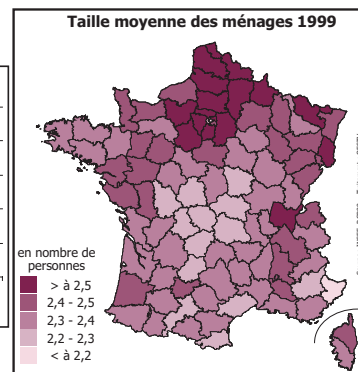 Taille moyenne des ménages 1999
en nombre de
personnes
> à 2,5
2,4 - 2,5
2,3 - 2,4
2,2 - 2,3
< à 2,2